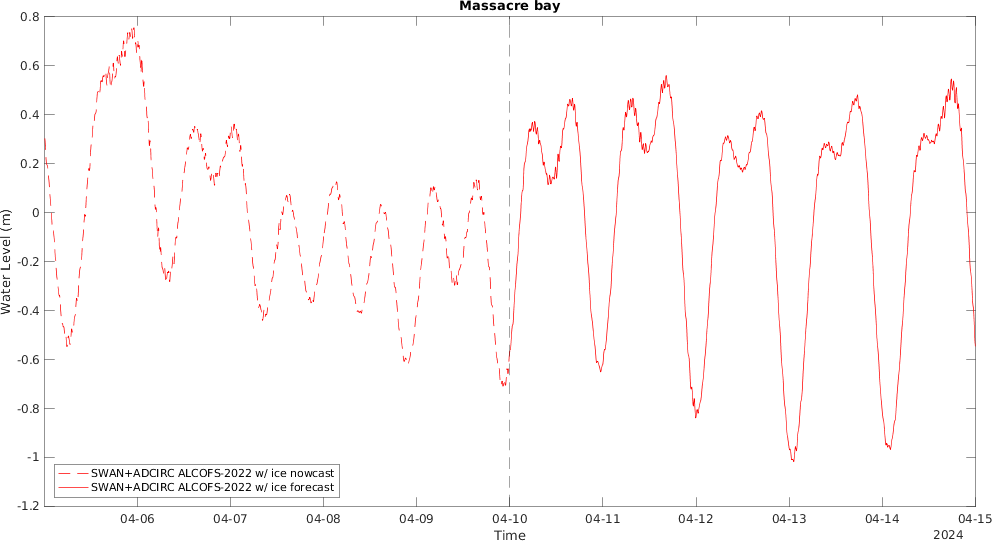 Massacre bay
Water Level (m)
0.8
0.6
0.4
0.2
0
-0.2
-0.4
-0.6
-0.8
-1
-1.2
SWAN+ADCIRC ALCOFS-2022 w/ ice nowcast
SWAN+ADCIRC ALCOFS-2022 w/ ice forecast
04-06 04-07 04-08 04-09 04-10 04-11 04-12 04-13 04-14 04-15
Time
2024